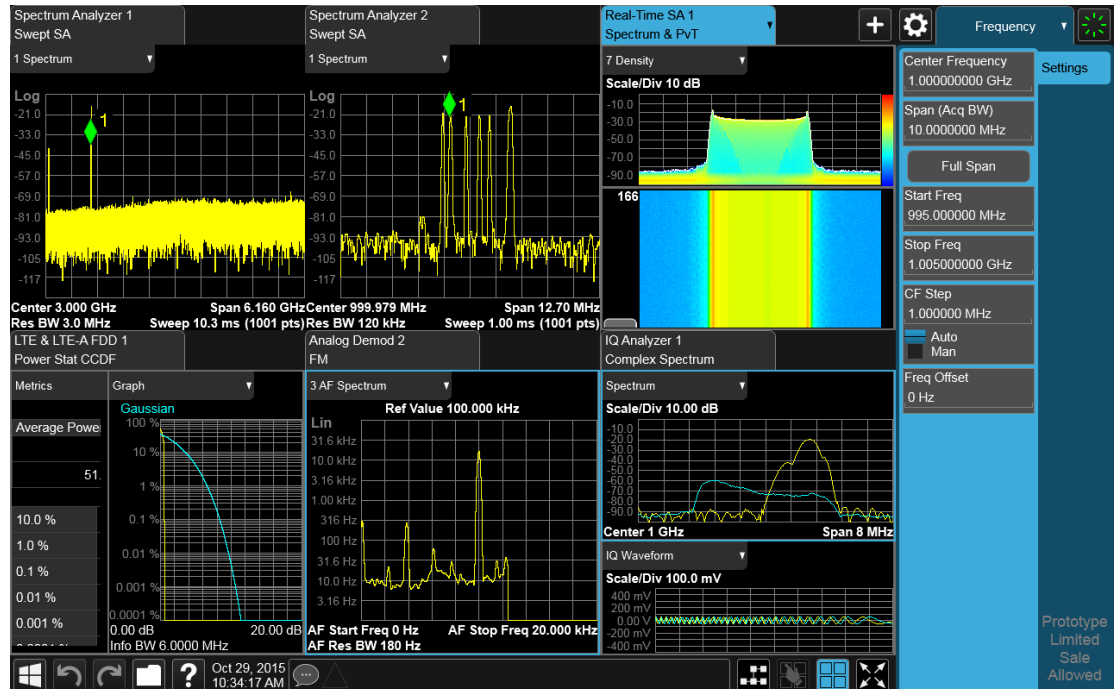 Spectrum Analyzer 1
Swept SA
1 Spectrum
Log
-21.0
-33.0
-45.0
-57.0
-69.0
-81.0
-93.0
-105
-117
1
Center 3.000 GHz
Span 6.160 GHz
Res BW 3.0 MHz
Sweep 10.3 ms (1001 pts)
Spectrum Analyzer 2
Swept SA
1 Spectrum
Log
-21.0
-33.0
-45.0
-57.0
-69.0
-81.0
-93.0
-105
-117
1
Center 999.979 MHz
Span 12.70 MHz
Res BW 120 kHz
Sweep 1.00 ms (1001 pts)
Real-Time SA 1
Spectrum & PvT
7 Density
Scale/Div 10 dB
-10.0
-30.0
-50.0
-70.0
-90.0
166
LTE & LTE-A FDD 1
Power Stat CCDF
Metrics
Average Power
51.
10.0 %
1.0 %
0.1 %
0.01 %
0.001 %
Graph
Gaussian
100 %
10 %
1 %
0.1 %
0.01 %
0.001 %
0.0001 %
0.00 dB
20.00 dB
Info BW 6.0000 MHz
Analog Demod 2
FM
3 AF Spectrum
Ref Value 100.000 kHz
Lin
31.6 kHz
10.0 kHz
3.16 kHz
1.00 kHz
316 Hz
100 Hz
31.6 Hz
10.0 Hz
3.16 Hz
AF Start Freq 0 Hz
AF Stop Freq 20.000 kHz
AF Res BW 180 Hz
IQ Analyzer 1
Complex Spectrum
Spectrum
Scale/Div 10.00 dB
-10.0
-20.0
-30.0
-40.0
-50.0
-60.0
-70.0
-80.0
-90.0
Center 1 GHz
Span 8 MHz
IQ Waveform
Scale/Div 100.0 mV
400 mV
200 mV
0.00 V
-200 mV
-400 mV
Frequency
Settings
Center Frequency
1.000000000 GHz
Span (Acq BW)
10.0000000 MHz
Full Span
Start Freq
995.000000 MHz
Stop Freq
1.005000000 GHz
CF Step
1.000000 MHz
Auto
Man
Freq Offset
0 Hz
Prototype
Limited
Sale
Allowed
?
Oct 29, 2015
10:34:17 AM